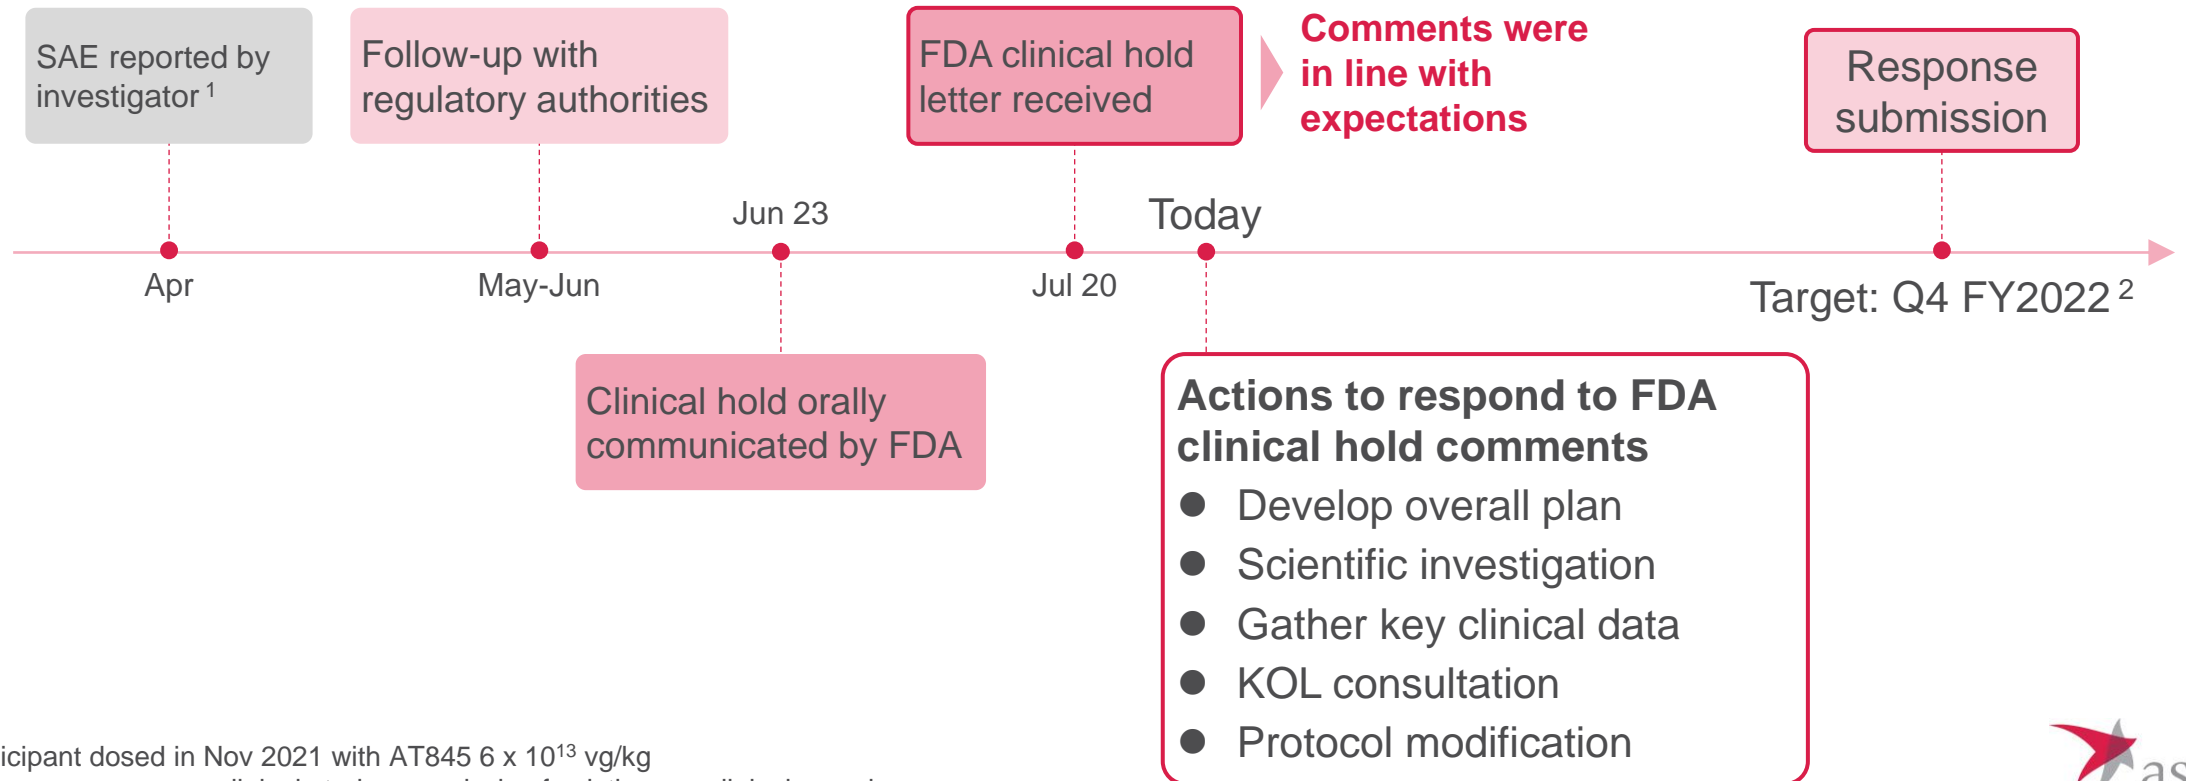 SAE reported by
investigator 1
Follow-up with
regulatory authorities
FDA clinical hold
letter received
Comments were
in line with
expectations
Response
submission
Jun 23
Today
Apr
May-Jun
Jul 20
Target: Q4 FY2022 2
Clinical hold orally
communicated by FDA
Actions to respond to FDA
clinical hold comments
● Develop overall plan
● Scientific investigation
● Gather key clinical data
● KOL consultation
● Protocol modification
dosed in Nov 2021 with AT845 6 x 10¹³ vg/kg